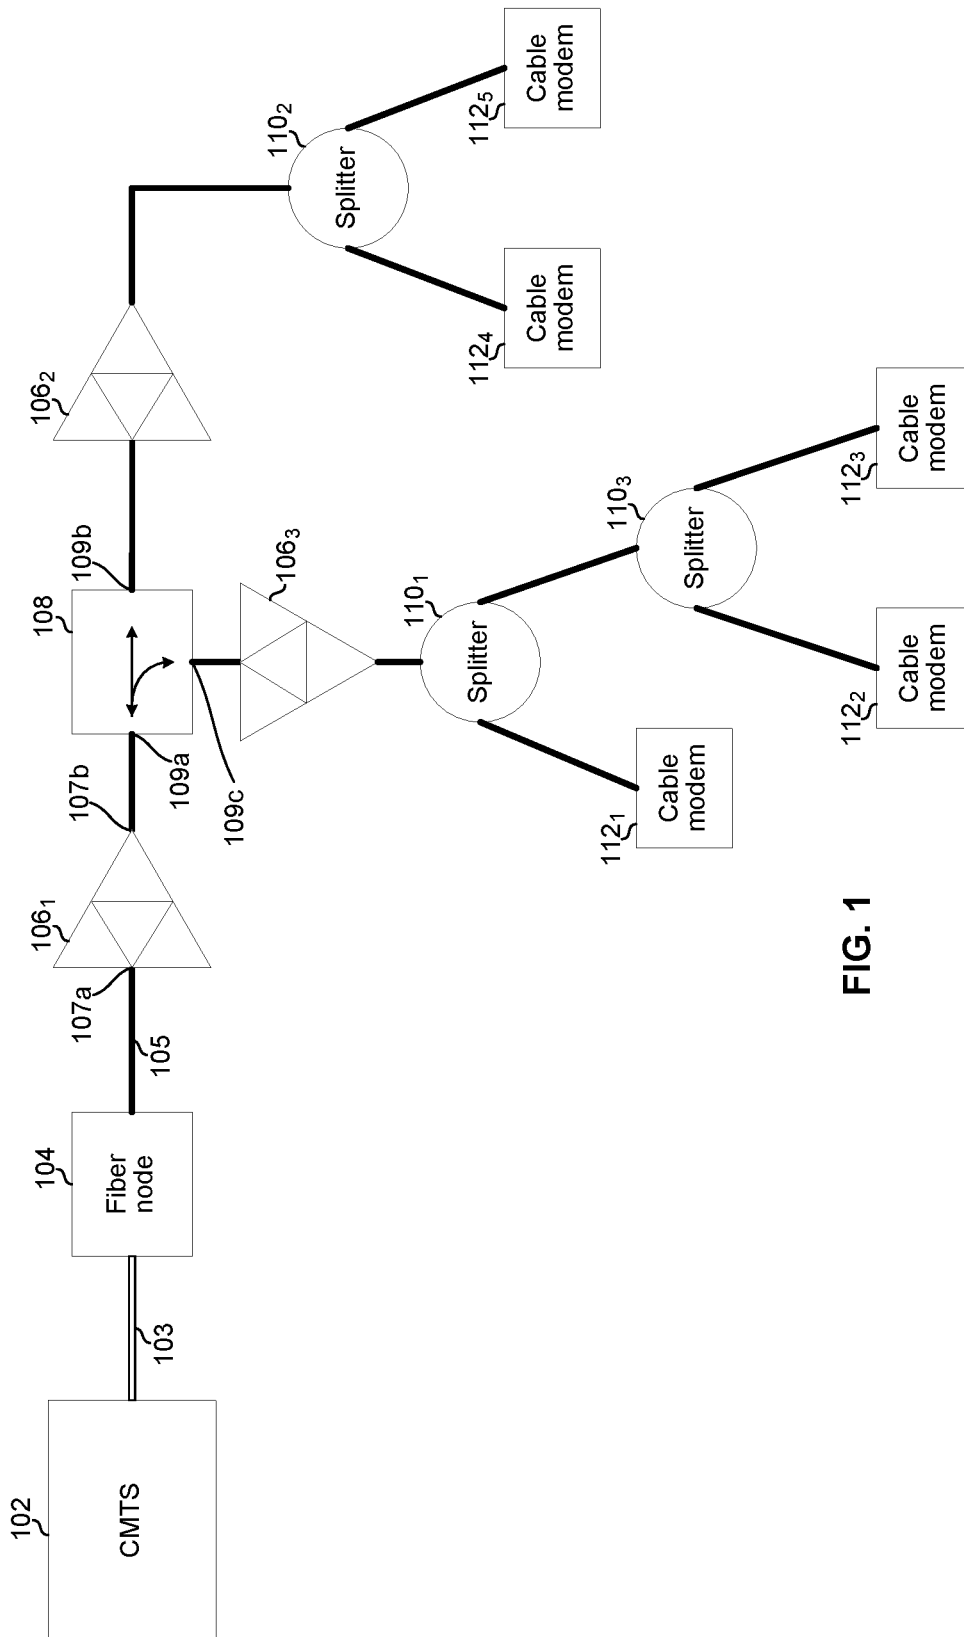 102
CMTS
103
104
Fiber
node
105
107a
106₁
107b
109a
108
109b
109c
106₂
106₃
110₁
Splitter
110₂
Splitter
110₃
Splitter
112₁
Cable
modem
112₂
Cable
modem
112₃
Cable
modem
112₄
Cable
modem
112₅
Cable
modem
FIG. 1